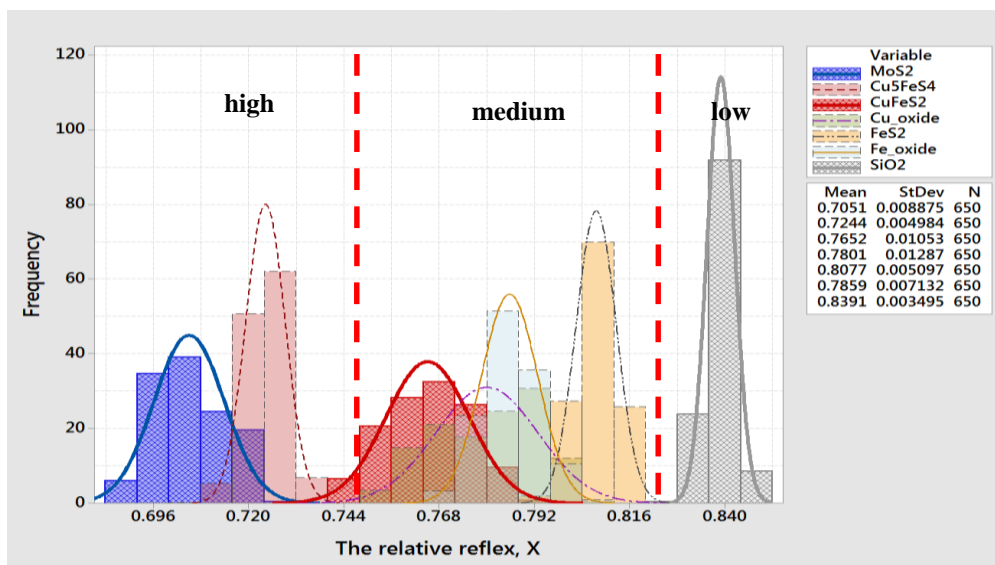 120
100
80
60
40
20
0
Frequency
high
medium
low
0.696 0.720 0.744 0.768 0.792 0.816 0.840
The relative reflex, X
Variable
MoS2
Cu5FeS4
CuFeS2
Cu_oxide
FeS2
Fe_oxide
SiO2
Mean StDev N
0.7051 0.008875 650
0.7244 0.004984 650
0.7652 0.01053 650
0.7801 0.01287 650
0.8077 0.005097 650
0.7859 0.007132 650
0.8391 0.003495 650